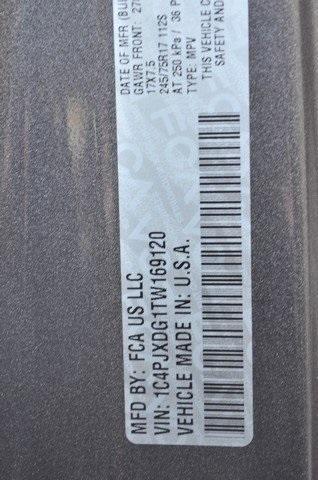 MFD BY: FCA US LLC
VIN: 1C4PJXDG1TW169120
VEHICLE MADE IN: U.S.A.
DATE OF MFR
GAWR FRONT:
17X7.5
245/75R17 112S
AT 250 kPa / 36
TYPE: MPV
THIS VEHICLE
SAFETY AND